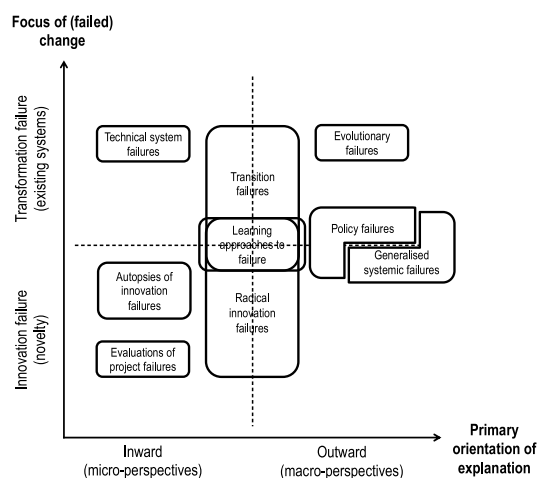 Focus of (failed)
change
Transformation failure
(existing systems)
Innovation failure
(novelty)
Technical system
failures
Evolutionary
failures
Transition
failures
Learning
approaches to
failure
Policy failures
Generalised
systemic failures
Autopsies of
innovation
failures
Radical
innovation
failures
Evaluations of
project failures
Inward
(micro-perspectives)
Outward
(macro-perspectives)
Primary
orientation of
explanation